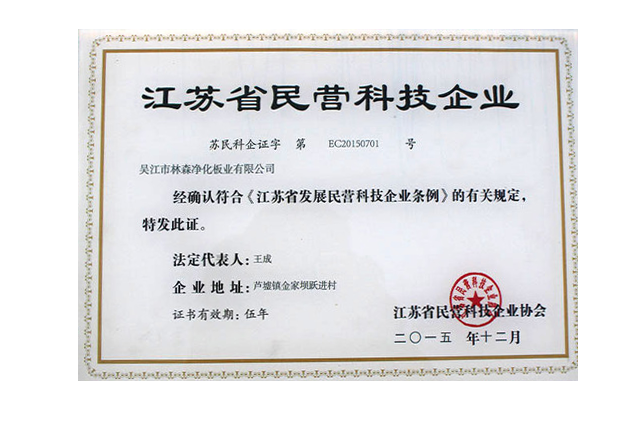 江苏省民营科技企业
苏民科企证字 第 EC20150701 号
吴江市林森净化板业有限公司
经确认符合《江苏省发展民营科技企业条例》的有关规定，
特发此证。
法定代表人：王成
企业地址：芦墟镇金家坝跃进村
证书有效期：伍年
江苏省民营科技企业协会
二〇一五 年十二月